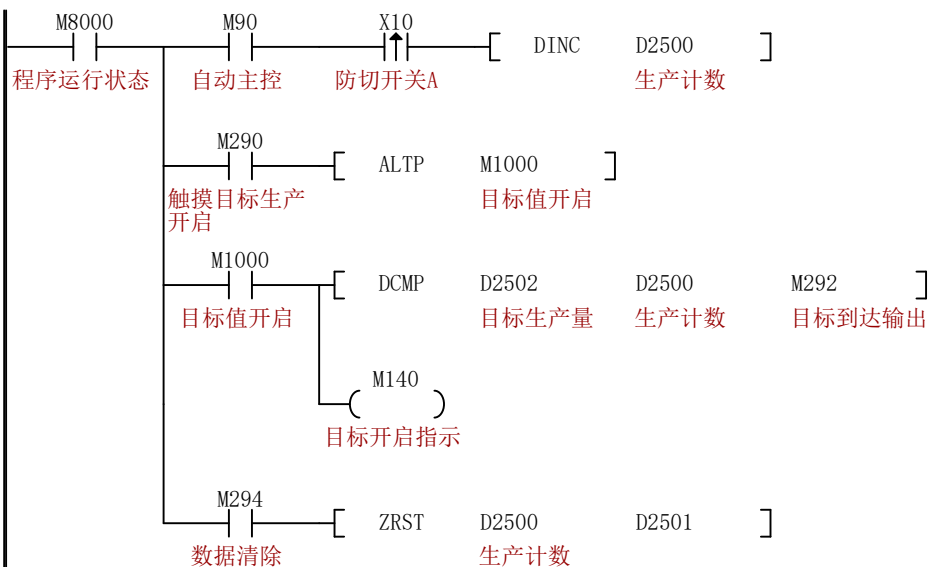 M8000 M90 X10
DINC D2500
程序运行状态 自动主控 防切开关A 生产计数
M290
ALTP M1000
触摸目标生产 目标值开启
开启
M1000
DCMP D2502 D2500 M292
目标值开启 目标生产量 生产计数 目标到达输出
M140
目标开启指示
M294
ZRST D2500 D2501
数据清除 生产计数